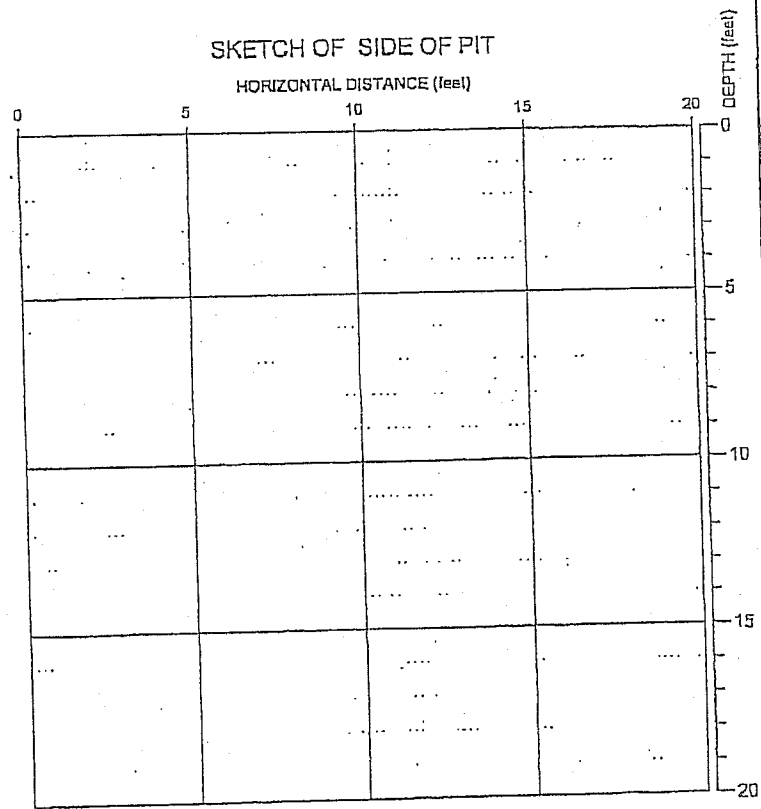 SKETCH OF SIDE OF PIT
HORIZONTAL DISTANCE (feet)
0 5 10 15 20
DEPTH (feet)
0
5
10
15
20